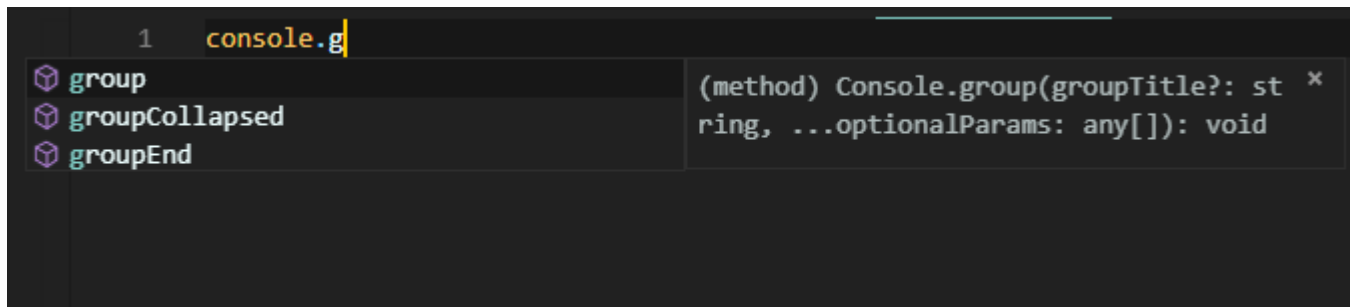 1 console.g
group
groupCollapsed
groupEnd
(method) Console.group(groupTitle?: st ×
ring, ...optionalParams: any[]): void